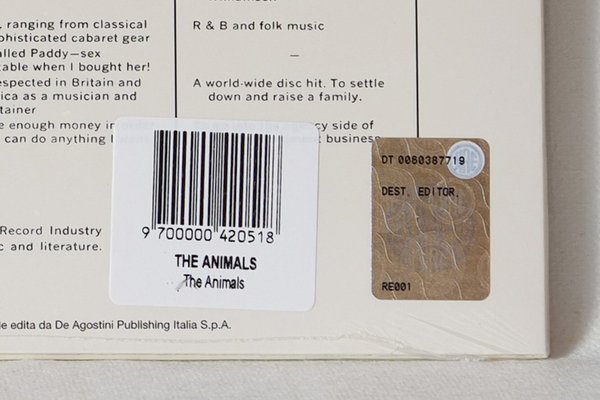 , ranging from classical
phisticated cabaret gear
alled Paddy—sex
table when I bought her!
espected in Britain and
ica as a musician and
tainer
e enough money in
can do anything I
R & B and folk music
—
A world-wide disc hit. To settle
down and raise a family.
side of
business
Record Industry
c and literature.
9 700000 420518
THE ANIMALS
The Animals
DT 0060387719
DEST. EDITOR.
RE001
le edita da De Agostini Publishing Italia S.p.A.